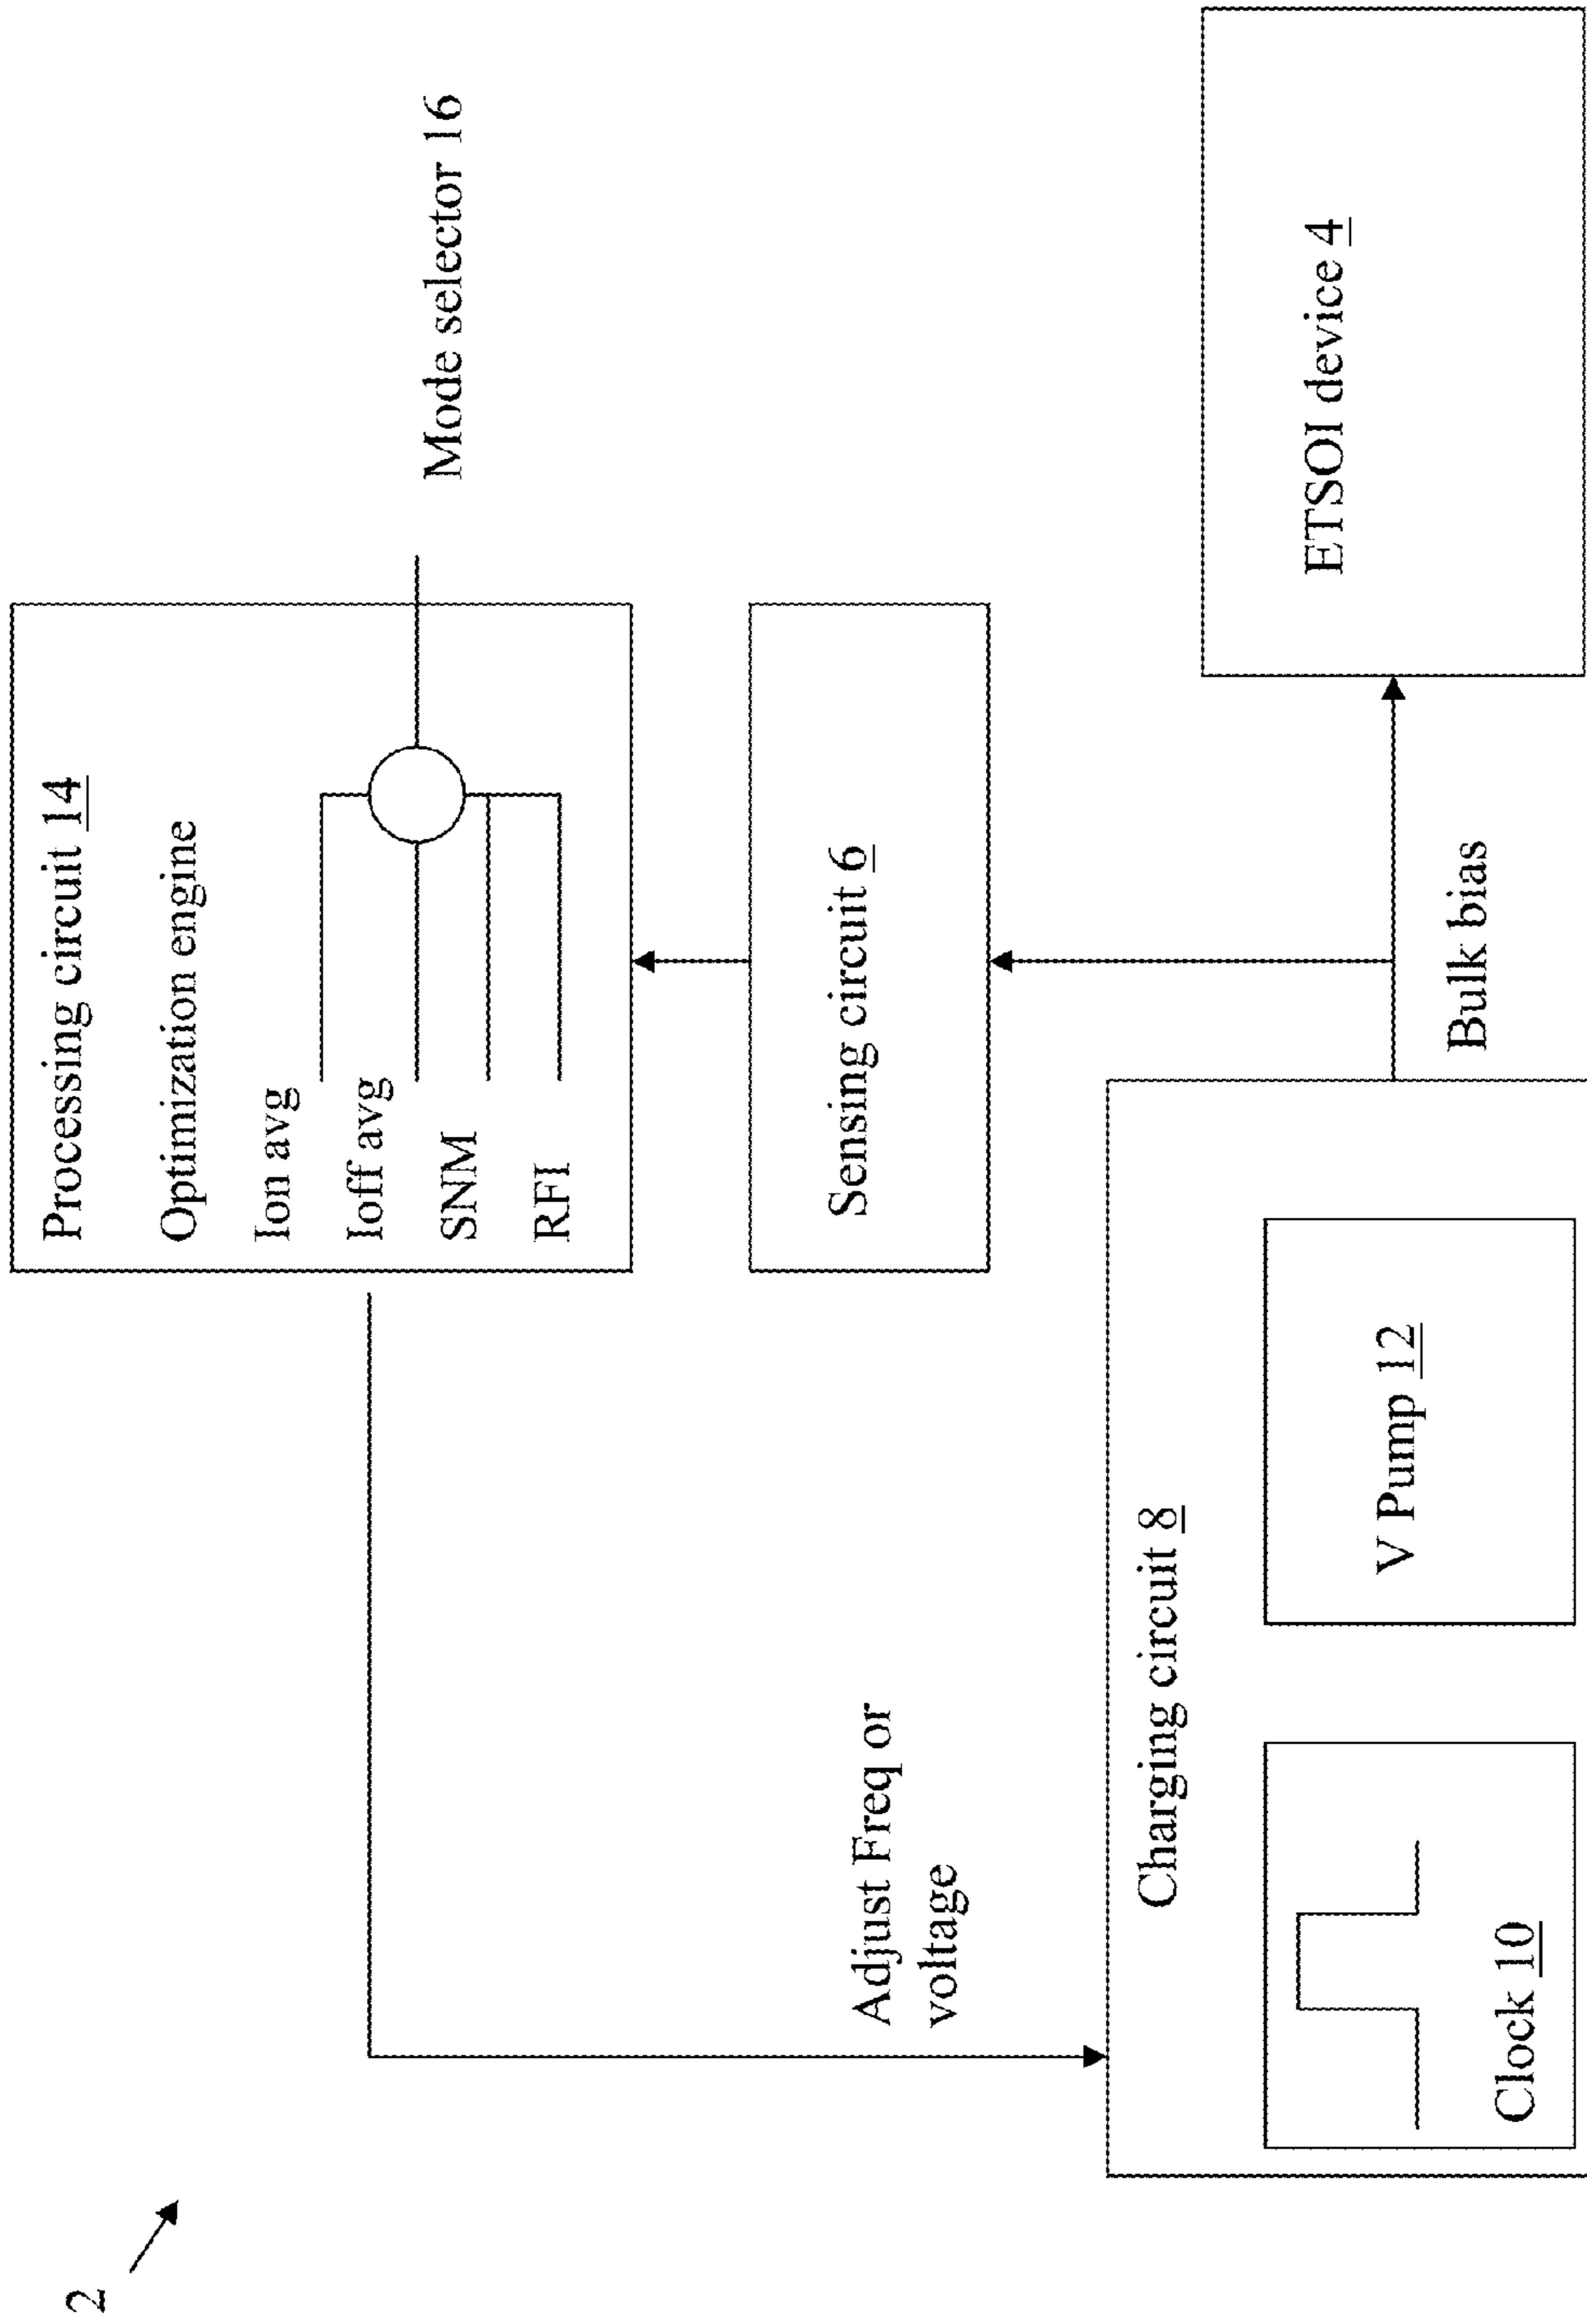 2
Processing circuit 14
Optimization engine
Ion avg
Ioff avg
SNM
RFI
Mode selector 16
Sensing circuit 6
Adjust Freq or
voltage
Charging circuit 8
Clock 10
V Pump 12
Bulk bias
ETSOI device 4